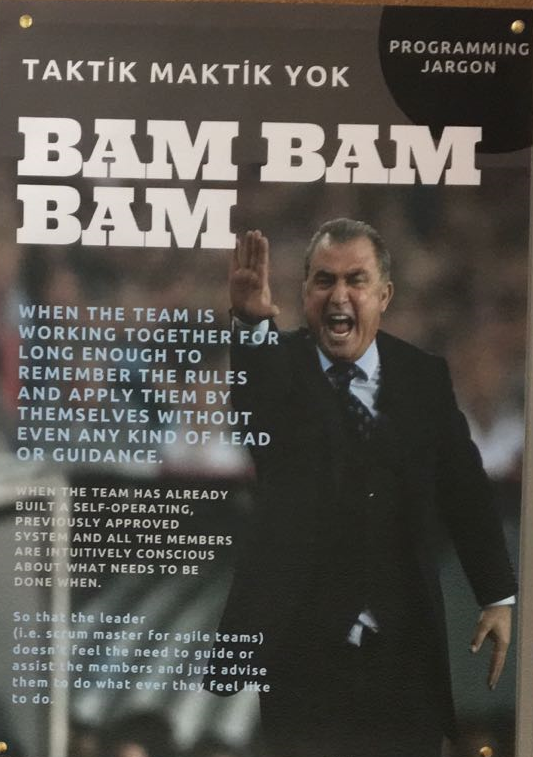 PROGRAMMING
JARGON
TAKTİK MAKTİK YOK
BAM BAM
BAM
WHEN THE TEAM IS
WORKING TOGETHER FOR
LONG ENOUGH TO
REMEMBER THE RULES
AND APPLY THEM BY
THEMSELVES WITHOUT
EVEN ANY KIND OF LEAD
OR GUIDANCE.
WHEN THE TEAM HAS ALREADY
BUILT A SELF-OPERATING,
PREVIOUSLY APPROVED
SYSTEM AND ALL THE MEMBERS
ARE INTUITIVELY CONSCIOUS
ABOUT WHAT NEEDS TO BE
DONE WHEN.
So that the leader
(i.e. scrum master for agile teams)
doesn't feel the need to guide or
assist the members and just advise
them to do what ever they feel like
to do.